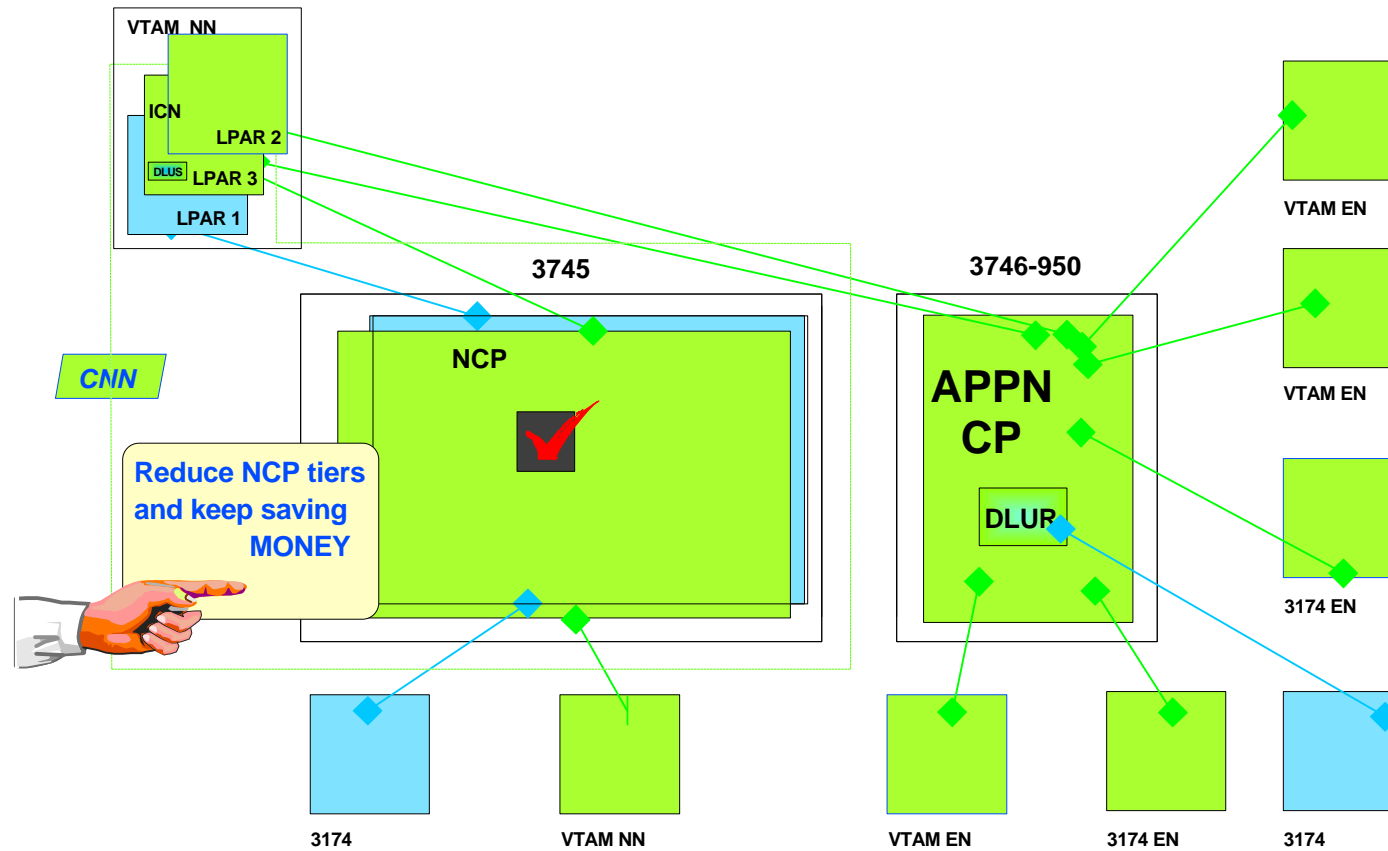 VTAM NN
ICN
LPAR 2
DLUS
LPAR 3
LPAR 1
3745
3746-950
VTAM EN
NCP
CNN
APPN
CP
VTAM EN
Reduce NCP tiers
and keep saving
MONEY
DLUR
3174 EN
3174
VTAM NN
VTAM EN
3174 EN
3174